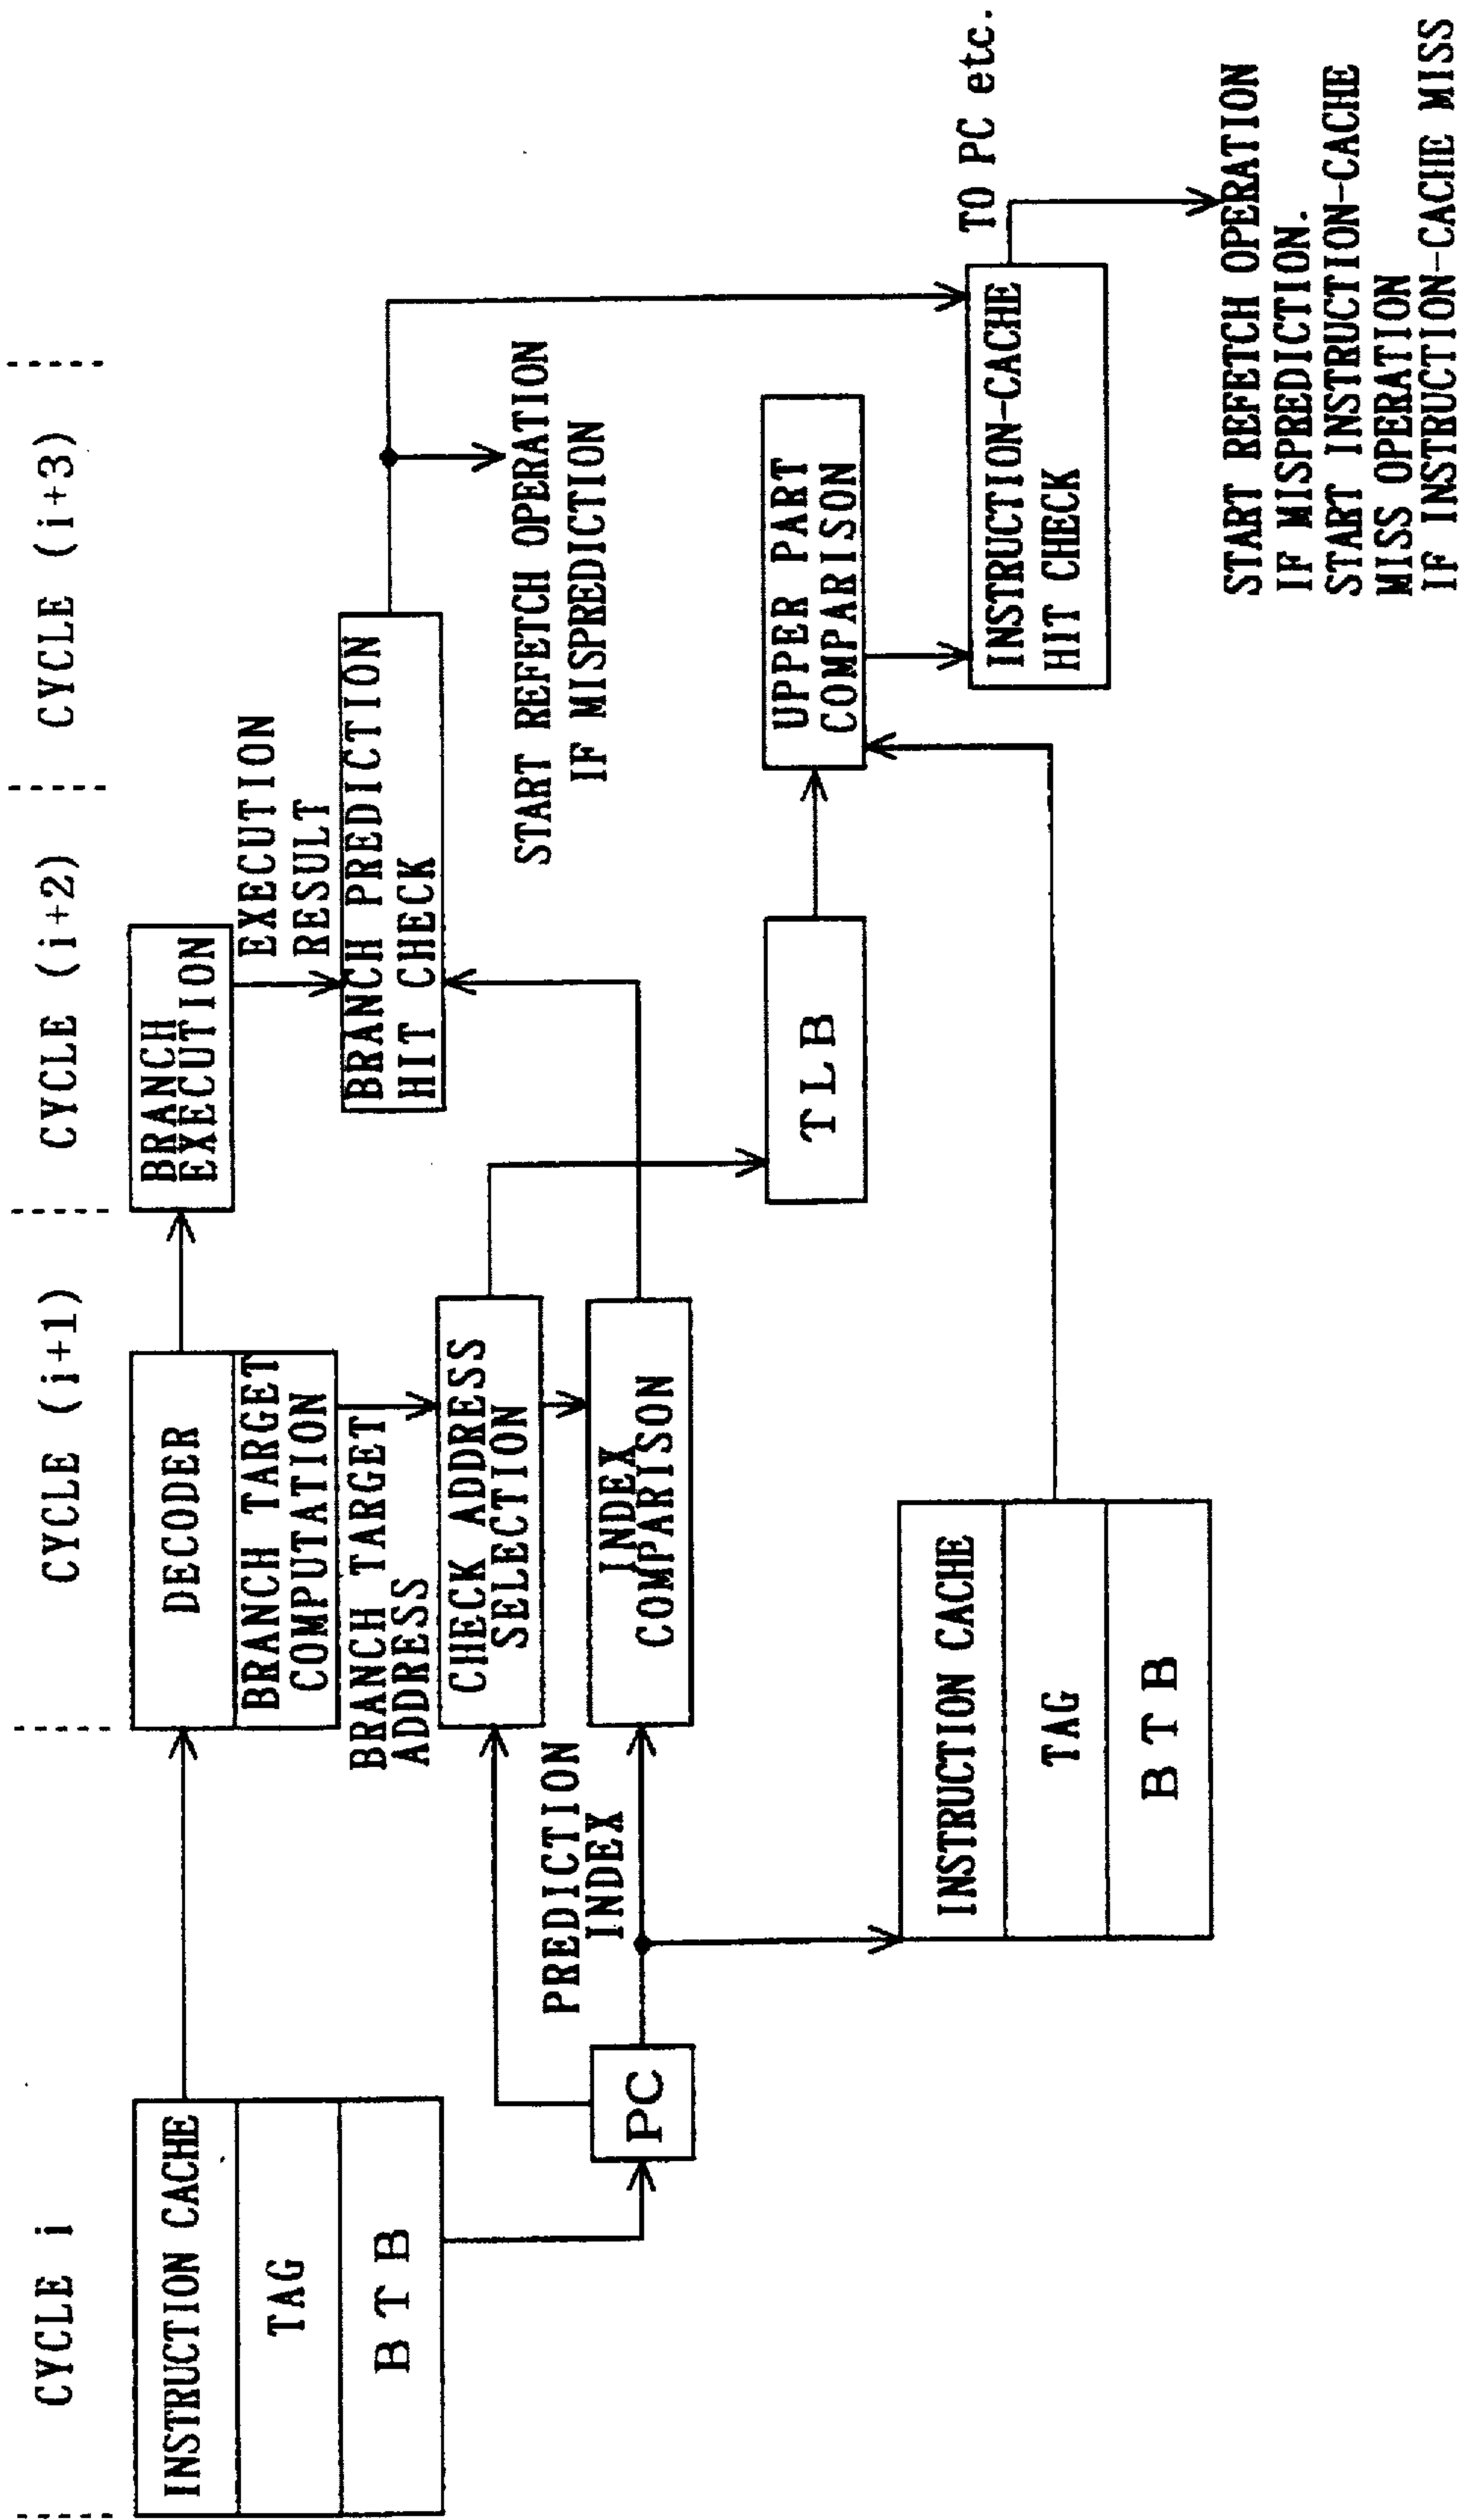 CYCLE i
CYCLE (i+1)
CYCLE (i+2)
CYCLE (i+3)
INSTRUCTION CACHE
TAG
B T B
DECODER
BRANCH TARGET
COMPUTATION
BRANCH
EXECUTION
EXECUTION
RESULT
BRANCH PREDICTION
HIT CHECK
BRANCH TARGET
ADDRESS
CHECK ADDRESS
SELECTION
START REFETCH OPERATION
IF MISPREDICTION
PREDICTION
INDEX
INDEX
COMPARISON
PC
T L B
UPPER PART
COMPARISON
INSTRUCTION CACHE
TAG
B T B
INSTRUCTION-CACHE
HIT CHECK
TO PC etc.
START REFETCH OPERATION
IF MISPREDICTION.
START INSTRUCTION-CACHE
MISS OPERATION
IF INSTRUCTION-CACHE MISS